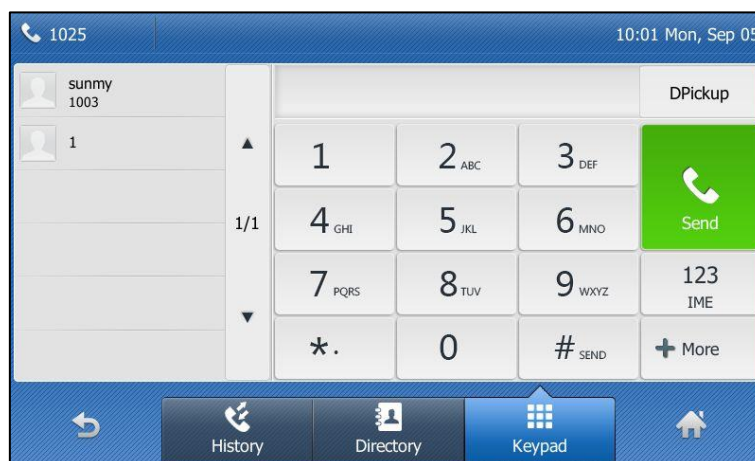 1025
10:01 Mon, Sep 05
sunmy
1003
1
1/1
DPickup
1
2 ABC
3 DEF
Send
4 GHI
5 JKL
6 MNO
7 PQRS
8 TUV
9 WXYZ
123
IME
*.
0
# SEND
+ More
History
Directory
Keypad